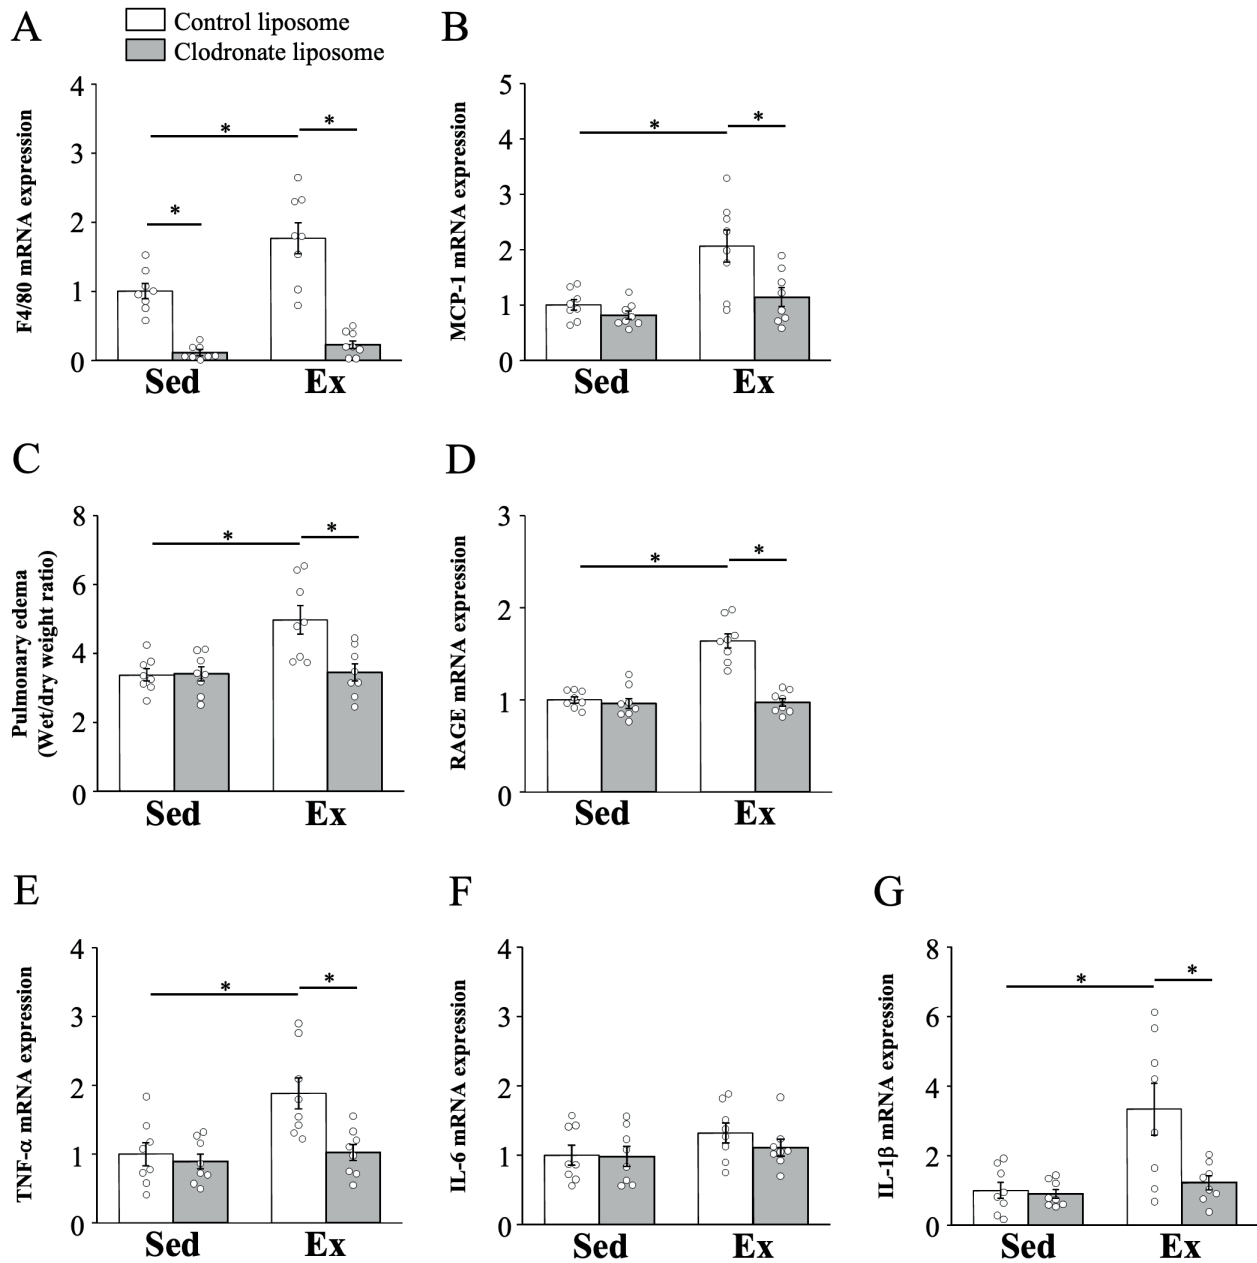 A
Control liposome
Clodronate liposome
F4/80 mRNA expression
4
3
2
1
0
*
*
*
Sed
Ex
B
MCP-1 mRNA expression
5
4
3
2
1
0
*
*
Sed
Ex
C
Pulmonary edema
(Wet/dry weight ratio)
8
6
4
2
0
*
*
Sed
Ex
D
RAGE mRNA expression
3
2
1
0
*
*
Sed
Ex
E
TNF-α mRNA expression
4
3
2
1
0
*
*
Sed
Ex
F
IL-6 mRNA expression
4
3
2
1
0
Sed
Ex
G
IL-1β mRNA expression
8
6
4
2
0
*
*
Sed
Ex